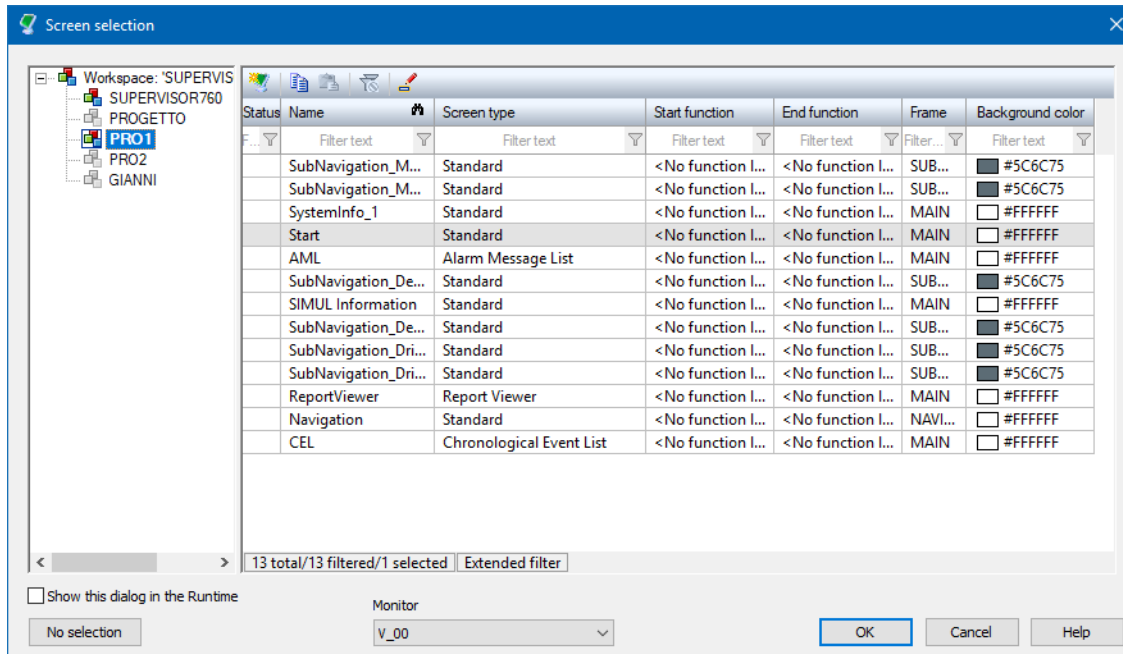 Screen selection
Workspace: 'SUPERVIS
SUPERVISOR760
PROGETTO
PRO1
PRO2
GIANNI
Status Name Screen type Start function End function Frame Background color
F... Filter text Filter text Filter text Filter text Filter... Filter text
SubNavigation_M... Standard <No function l... <No function l... SUB... #5C6C75
SubNavigation_M... Standard <No function l... <No function l... SUB... #5C6C75
SystemInfo_1 Standard <No function l... <No function l... MAIN #FFFFFF
Start Standard <No function l... <No function l... MAIN #FFFFFF
AML Alarm Message List <No function l... <No function l... MAIN #FFFFFF
SubNavigation_De... Standard <No function l... <No function l... SUB... #5C6C75
SIMUL Information Standard <No function l... <No function l... MAIN #FFFFFF
SubNavigation_De... Standard <No function l... <No function l... SUB... #5C6C75
SubNavigation_Dri... Standard <No function l... <No function l... SUB... #5C6C75
SubNavigation_Dri... Standard <No function l... <No function l... SUB... #5C6C75
ReportViewer Report Viewer <No function l... <No function l... MAIN #FFFFFF
Navigation Standard <No function l... <No function l... NAVI... #FFFFFF
CEL Chronological Event List <No function l... <No function l... MAIN #FFFFFF
13 total/13 filtered/1 selected Extended filter
Show this dialog in the Runtime
Monitor
No selection V_00 OK Cancel Help